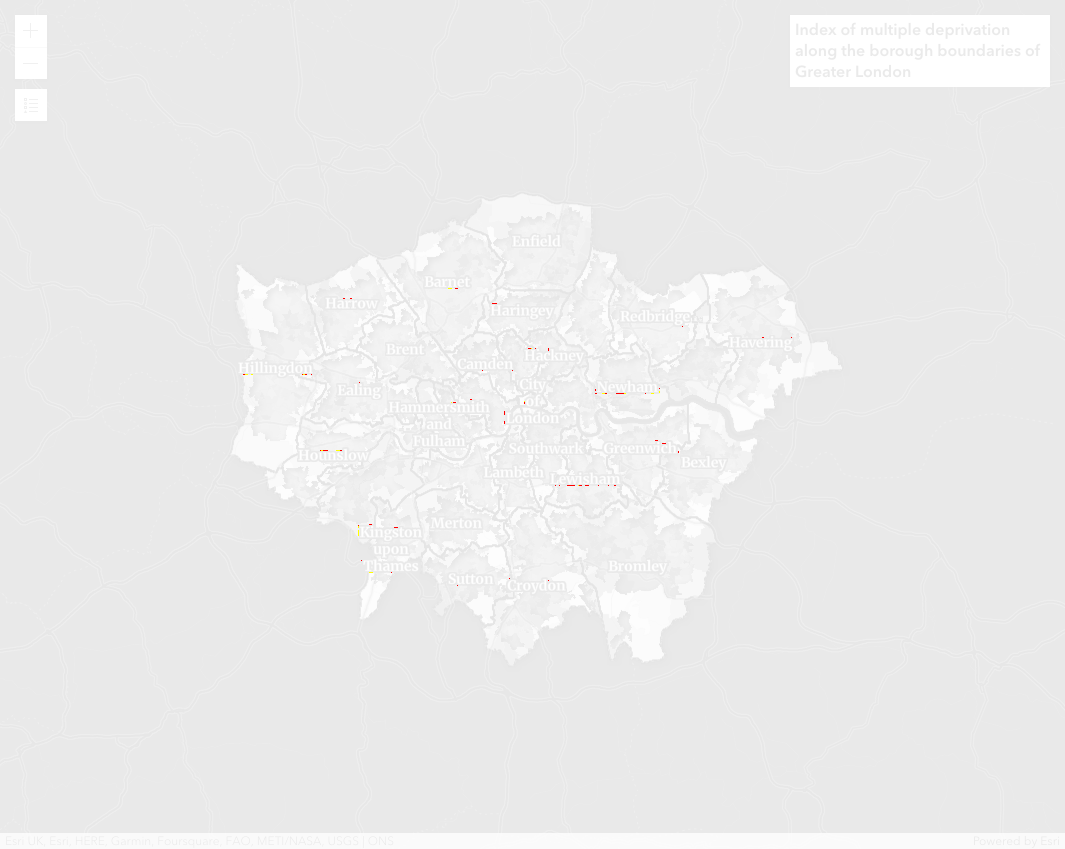 Index of multiple deprivation
along the borough boundaries of
Greater London
Enfield
Barnet
Harrow
Haringey
Redbridge
Havering
Brent
Camden
Hackney
Hillingdon
Ealing
City
of
London
Newham
Hammersmith
and
Fulham
Hounslow
Southwark
Greenwich
Bexley
Lambeth
Lewisham
Kingston
upon
Thames
Merton
Sutton
Croydon
Bromley
Esri UK, Esri, HERE, Garmin, Foursquare, FAO, METI/NASA, USGS | ONS
Powered by Esri